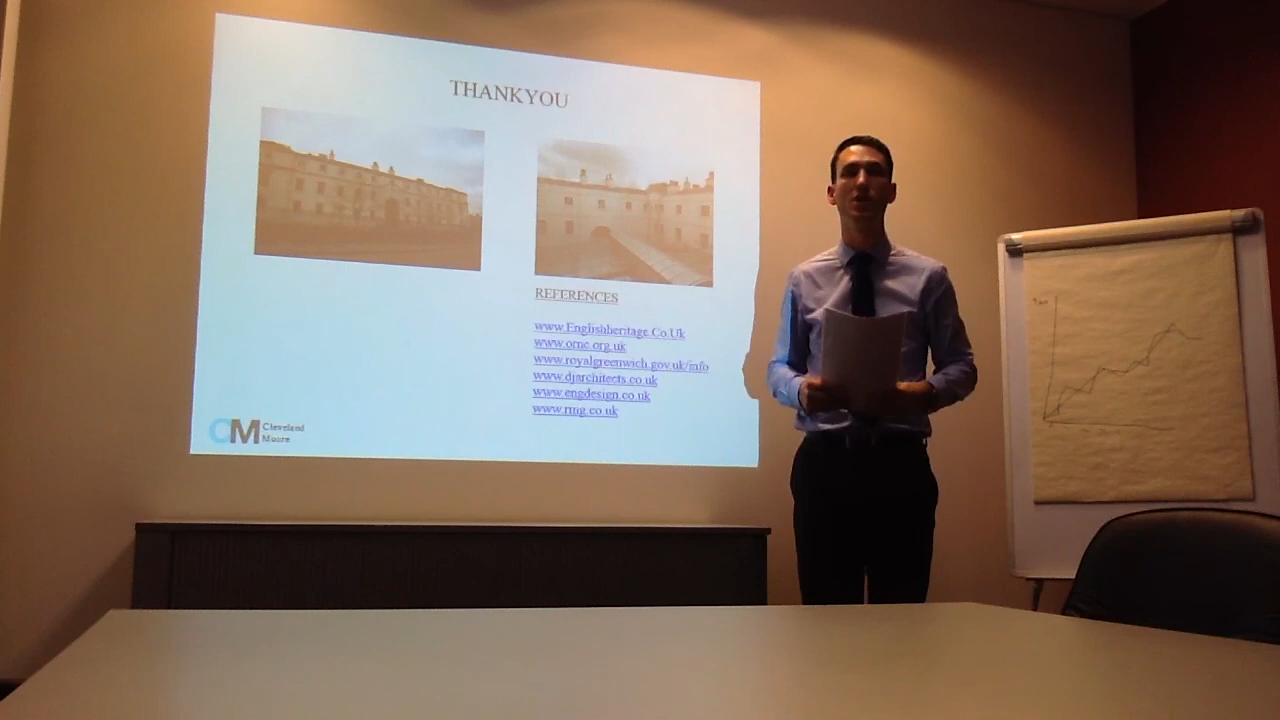 THANKYOU
REFERENCES
www.Englishheritage.Co.Uk
www.ornc.org.uk
www.royalgreenwich.gov.uk/info
www.djarchitects.co.uk
www.engdesign.co.uk
www.rmg.co.uk
CM Cleveland
Moore